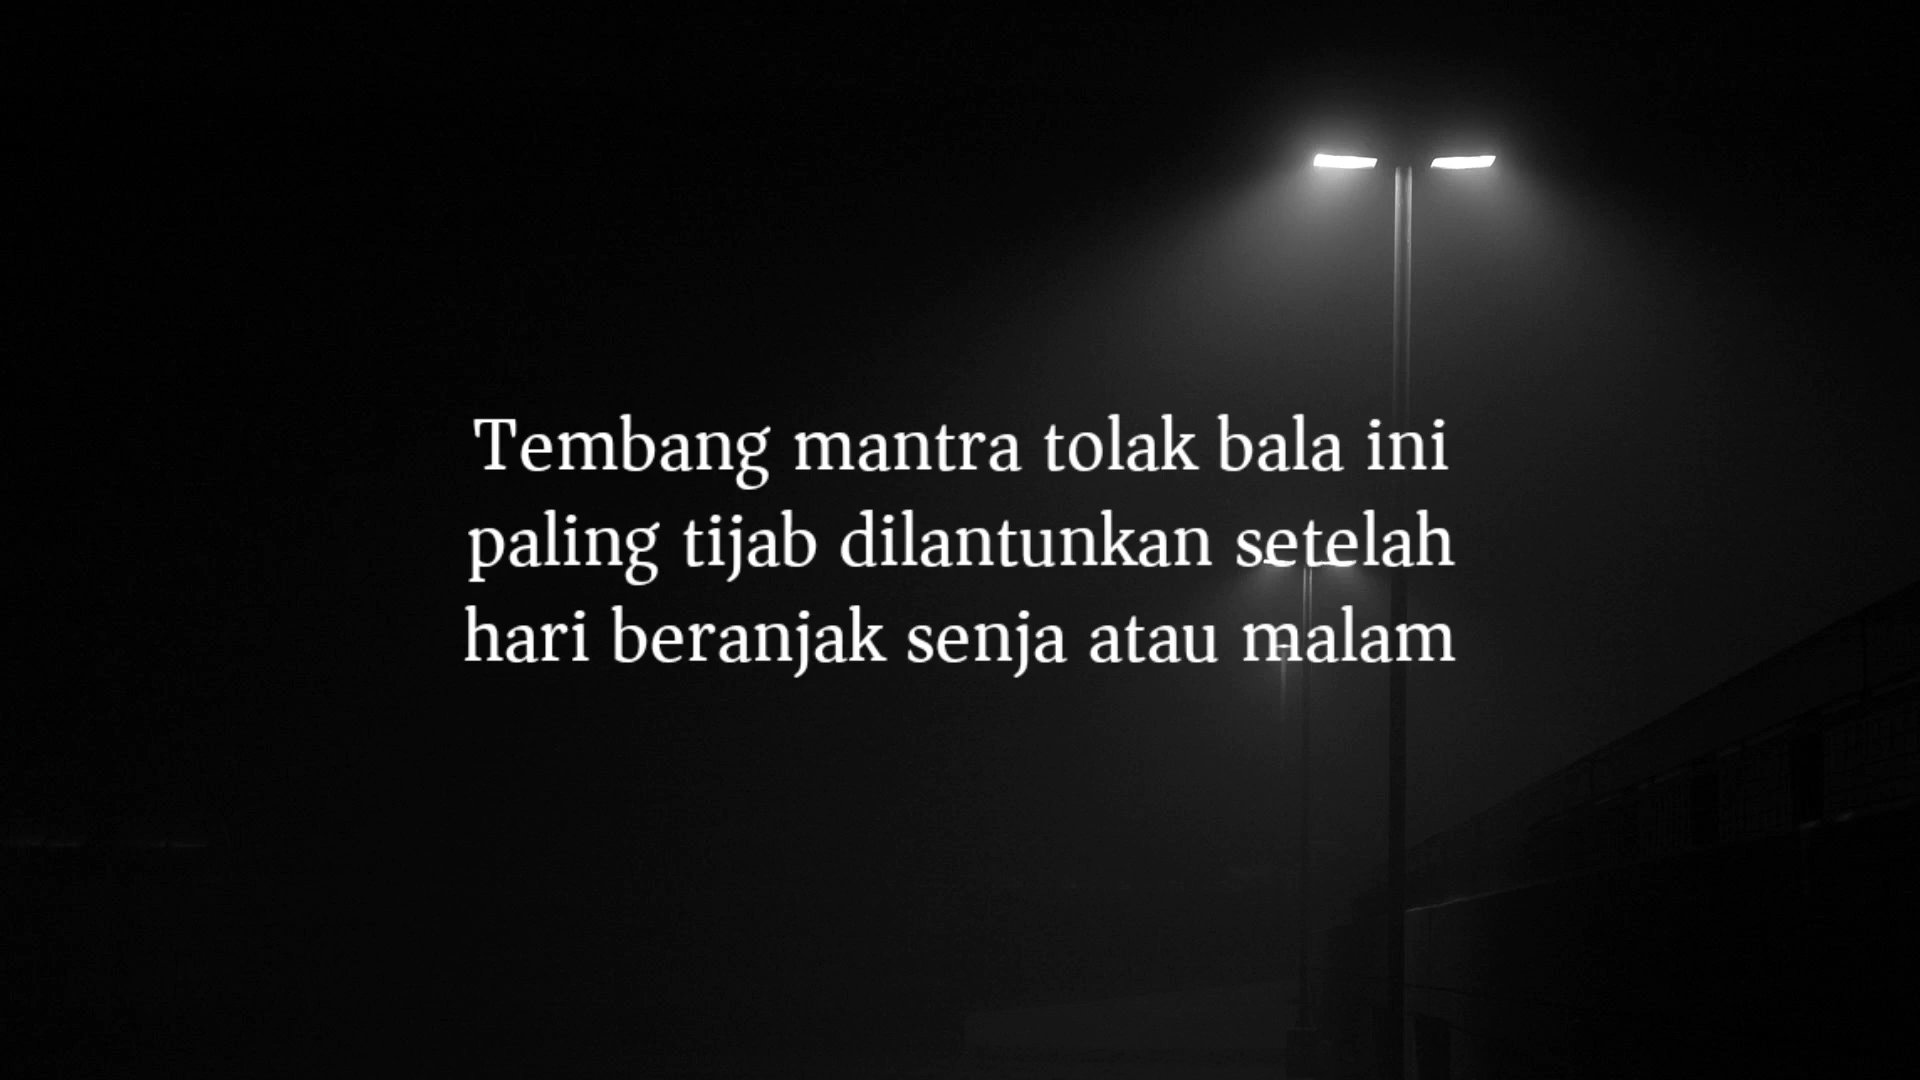 Tembang mantra tolak bala ini
paling tijab dilantunkan setelah
hari beranjak senja atau malam